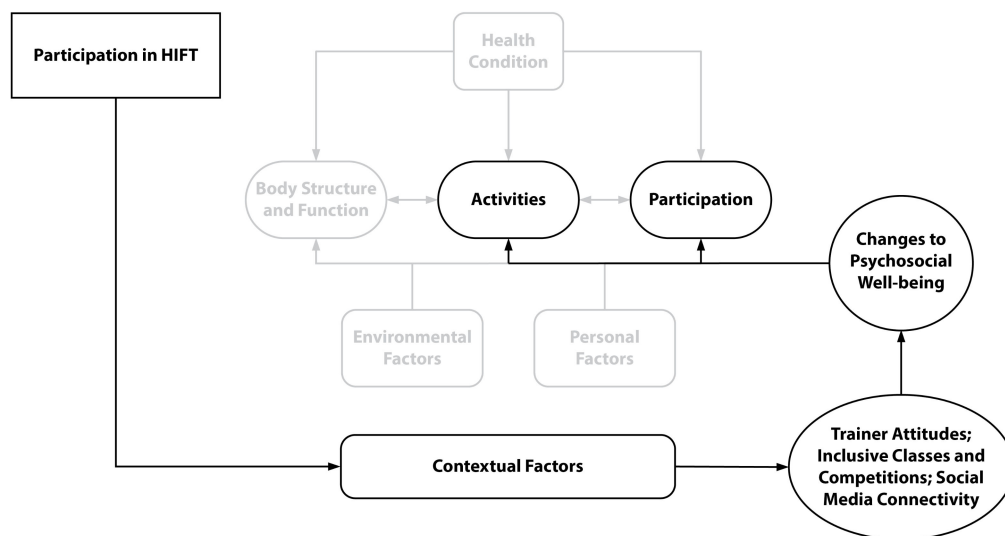 Participation in HIFT
Health
Condition
Body Structure
and Function
Activities
Participation
Changes to
Psychosocial
Well-being
Environmental
Factors
Personal
Factors
Contextual Factors
Trainer Attitudes;
Inclusive Classes and
Competitions; Social
Media Connectivity